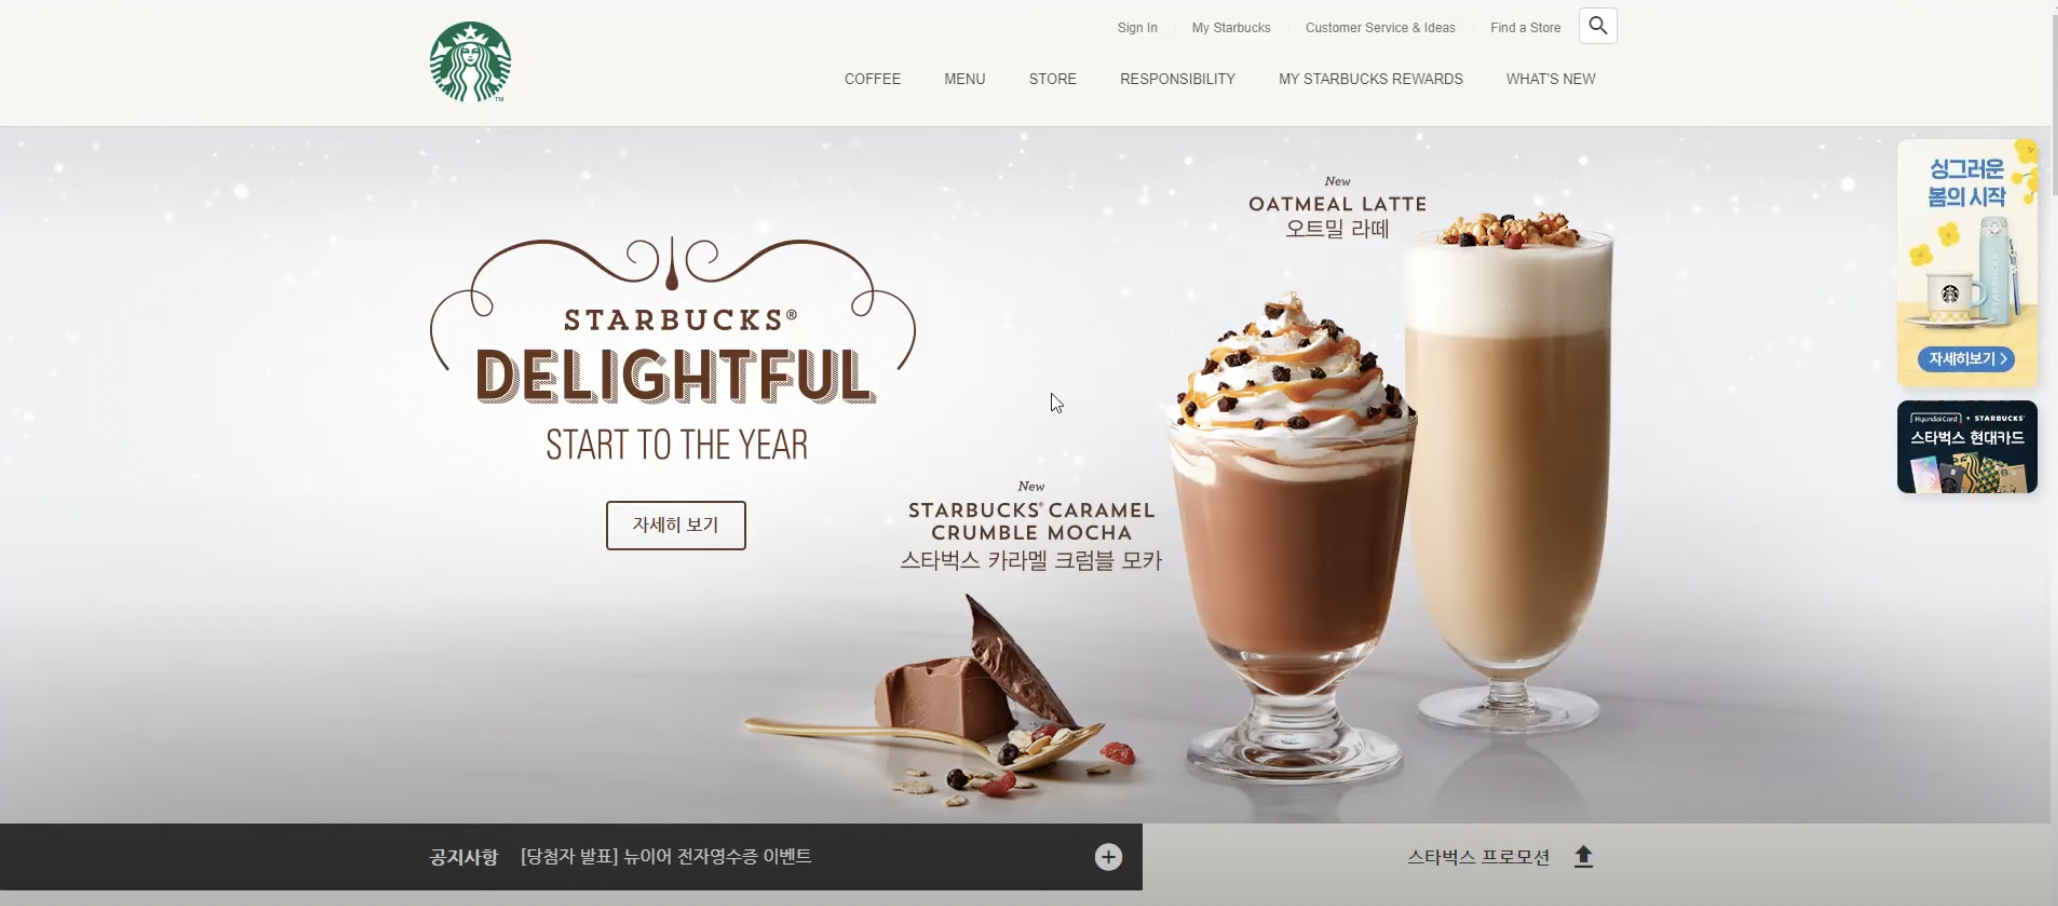 Sign In
My Starbucks
Customer Service & Ideas
Find a Store
TM
COFFEE
MENU
STORE
RESPONSIBILITY
MY STARBUCKS REWARDS
WHAT'S NEW
STARBUCKS®
DELIGHTFUL
START TO THE YEAR
자세히 보기
New
OATMEAL LATTE
오트밀 라떼
New
STARBUCKS® CARAMEL
CRUMBLE MOCHA
스타벅스 카라멜 크럼블 모카
싱그러운
봄의 시작
STARBUCKS
자세히보기 >
HyundaiCard + STARBUCKS
스타벅스 현대카드
공지사항
[당첨자 발표] 뉴이어 전자영수증 이벤트
스타벅스 프로모션